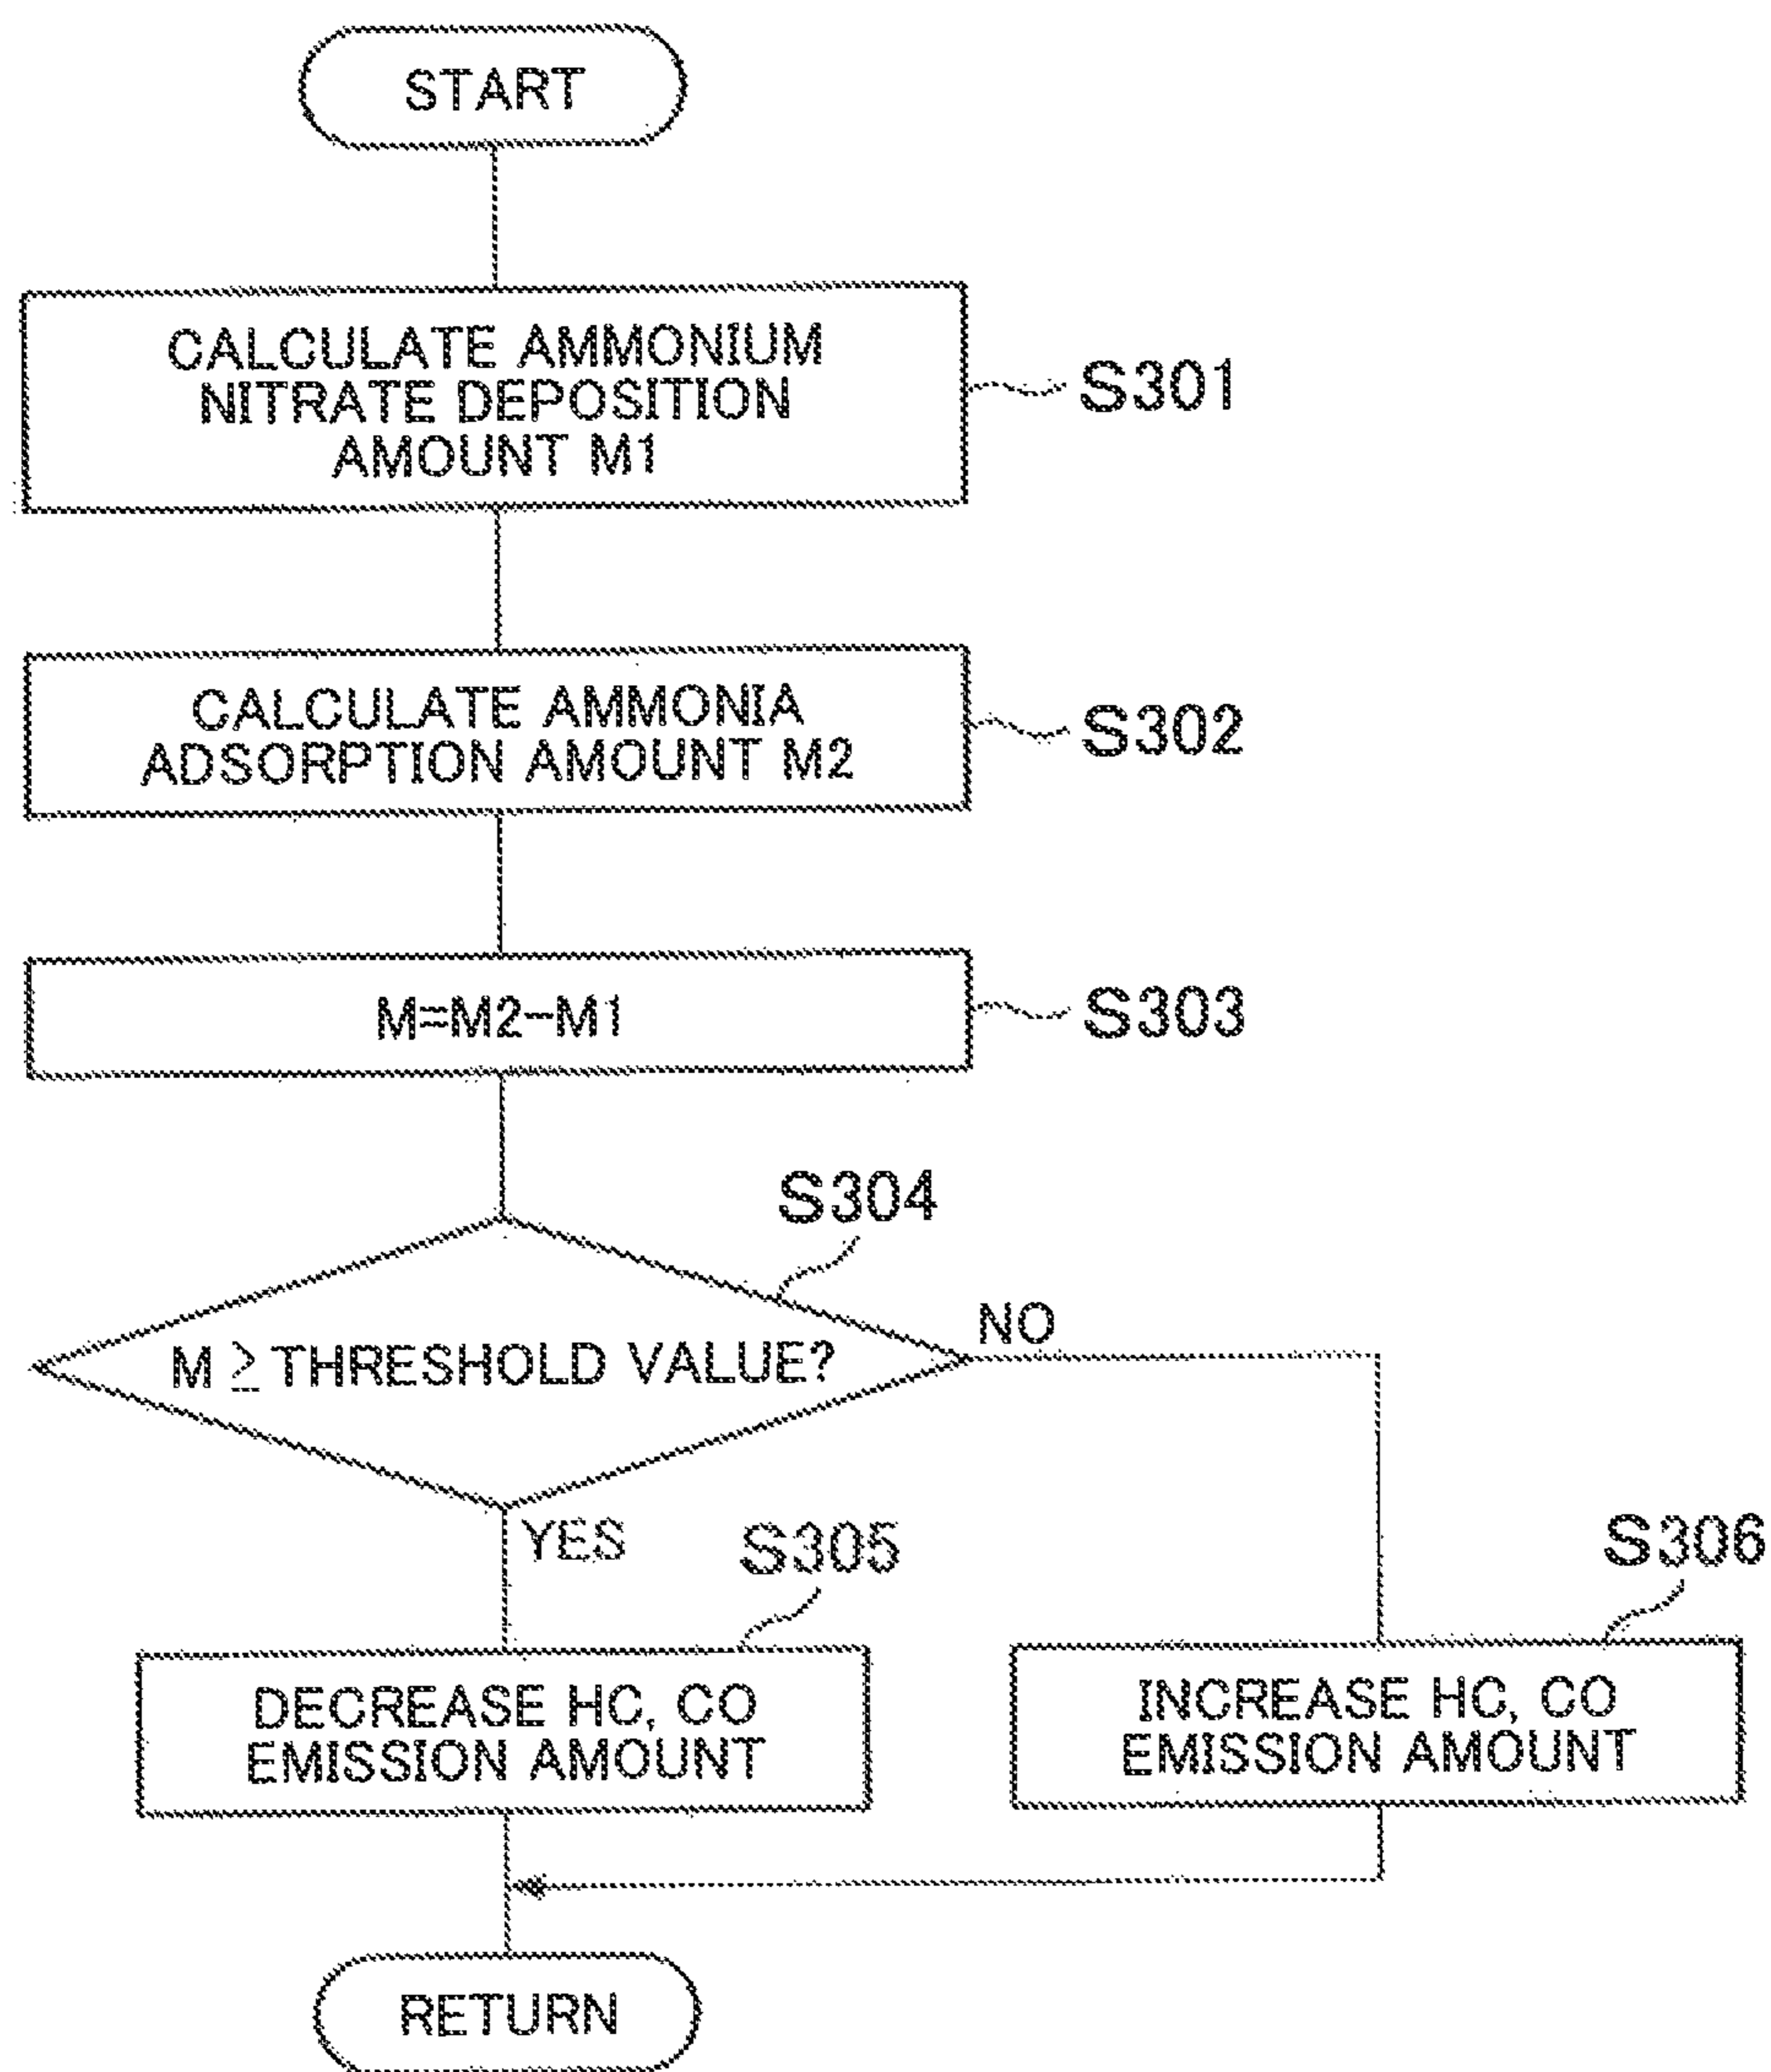 START
CALCULATE AMMONIUM
NITRATE DEPOSITION
AMOUNT M1
S301
CALCULATE AMMONIA
ADSORPTION AMOUNT M2
S302
M=M2-M1
S303
S304
M ≥ THRESHOLD VALUE?
NO
YES
S305
S306
DECREASE HC, CO
EMISSION AMOUNT
INCREASE HC, CO
EMISSION AMOUNT
RETURN